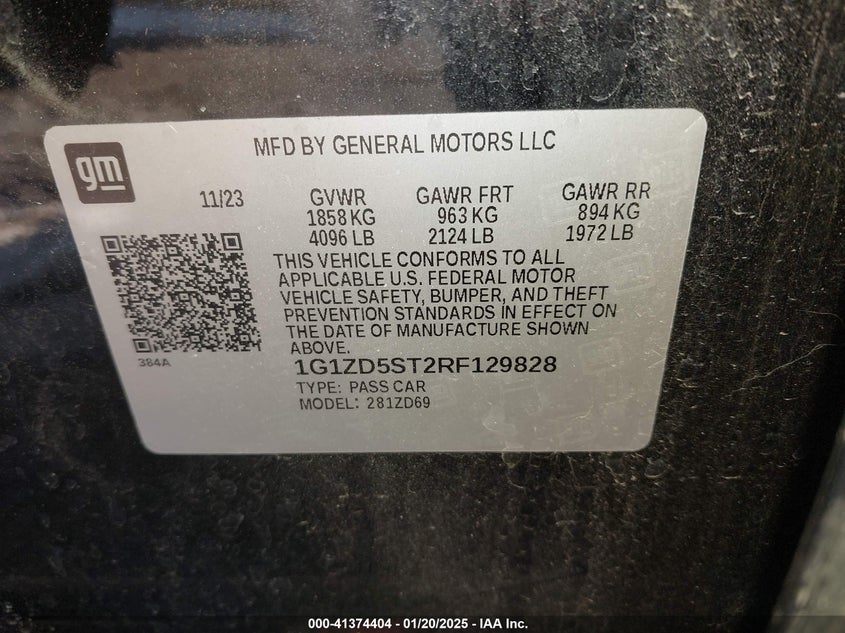 gm
MFD BY GENERAL MOTORS LLC
11/23 GVWR GAWR FRT GAWR RR
1858 KG 963 KG 894 KG
4096 LB 2124 LB 1972 LB
THIS VEHICLE CONFORMS TO ALL
APPLICABLE U.S. FEDERAL MOTOR
VEHICLE SAFETY, BUMPER, AND THEFT
PREVENTION STANDARDS IN EFFECT ON
THE DATE OF MANUFACTURE SHOWN
ABOVE.
384A
1G1ZD5ST2RF129828
TYPE: PASS CAR
MODEL: 281ZD69
000-41374404 - 01/20/2025 - IAA Inc.